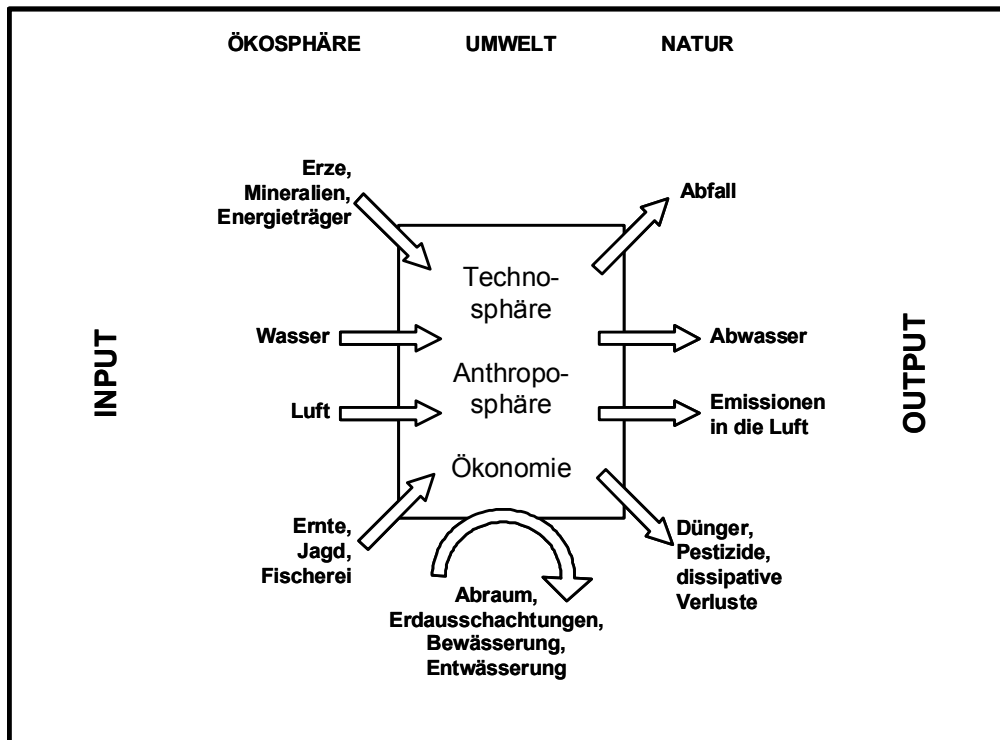 ÖKOSPHÄRE UMWELT NATUR
Erze,
Mineralien,
Energieträger
Abfall
Techno-
sphäre
INPUT
Wasser
Abwasser
OUTPUT
Anthropo-
sphäre
Luft
Emissionen
in die Luft
Ökonomie
Ernte,
Jagd,
Fischerei
Dünger,
Pestizide,
dissipative
Verluste
Abraum,
Erdausschachtungen,
Bewässerung,
Entwässerung